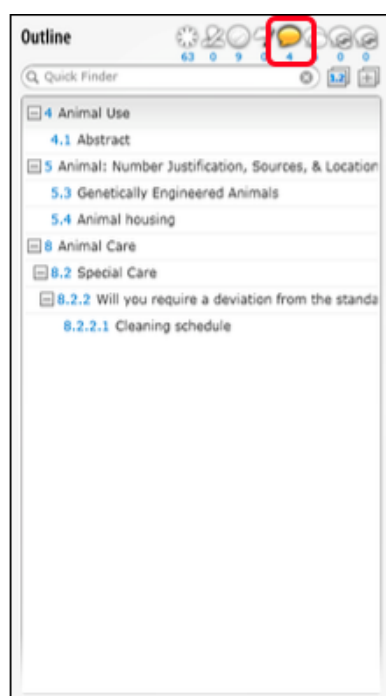 Outline
63 0 9 0 4 0 0
Quick Finder 1.2
4 Animal Use
4.1 Abstract
5 Animal: Number Justification, Sources, & Location
5.3 Genetically Engineered Animals
5.4 Animal housing
8 Animal Care
8.2 Special Care
8.2.2 Will you require a deviation from the standa
8.2.2.1 Cleaning schedule